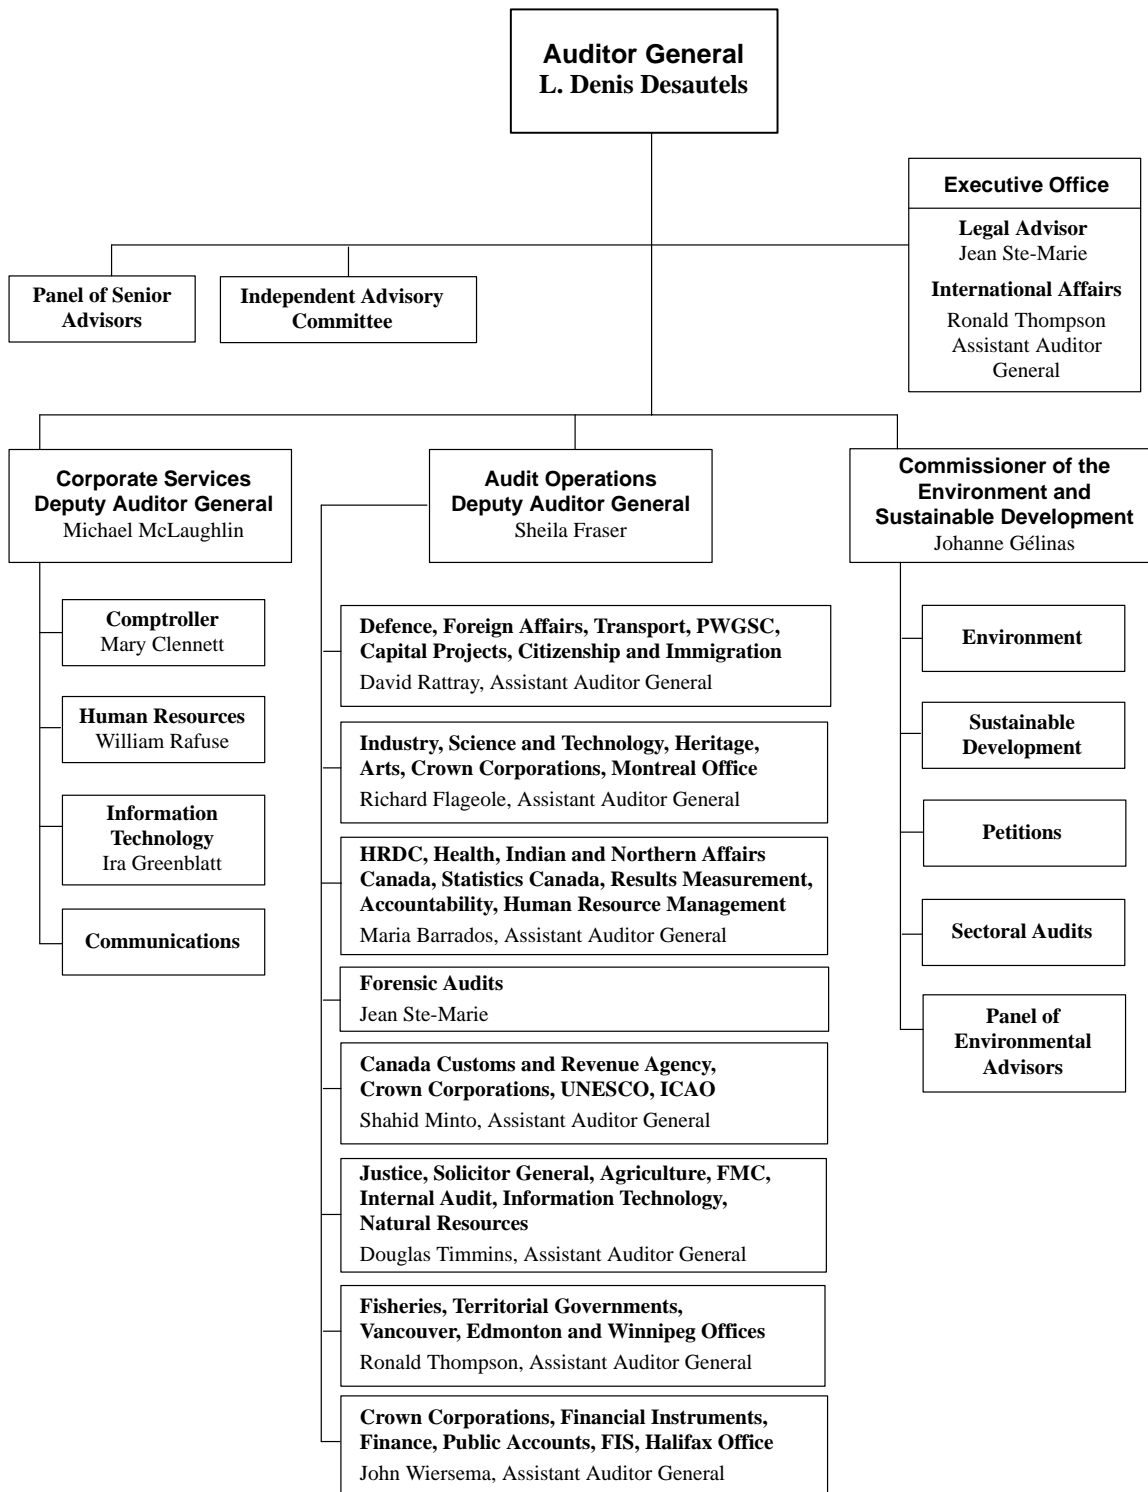 Auditor General
L. Denis Desautels
Executive Office
Legal Advisor
Jean Ste-Marie
International Affairs
Ronald Thompson
Assistant Auditor
General
Panel of Senior
Advisors
Independent Advisory
Committee
Corporate Services
Deputy Auditor General
Michael McLaughlin
Comptroller
Mary Clennett
Human Resources
William Rafuse
Information
Technology
Ira Greenblatt
Communications
Audit Operations
Deputy Auditor General
Sheila Fraser
Defence, Foreign Affairs, Transport, PWGSC,
Capital Projects, Citizenship and Immigration
David Rattray, Assistant Auditor General
Industry, Science and Technology, Heritage,
Arts, Crown Corporations, Montreal Office
Richard Flageole, Assistant Auditor General
HRDC, Health, Indian and Northern Affairs
Canada, Statistics Canada, Results Measurement,
Accountability, Human Resource Management
Maria Barrados, Assistant Auditor General
Forensic Audits
Jean Ste-Marie
Canada Customs and Revenue Agency,
Crown Corporations, UNESCO, ICAO
Shahid Minto, Assistant Auditor General
Justice, Solicitor General, Agriculture, FMC,
Internal Audit, Information Technology,
Natural Resources
Douglas Timmins, Assistant Auditor General
Fisheries, Territorial Governments,
Vancouver, Edmonton and Winnipeg Offices
Ronald Thompson, Assistant Auditor General
Crown Corporations, Financial Instruments,
Finance, Public Accounts, FIS, Halifax Office
John Wiersema, Assistant Auditor General
Commissioner of the
Environment and
Sustainable Development
Johanne Gélinas
Environment
Sustainable
Development
Petitions
Sectoral Audits
Panel of
Environmental
Advisors